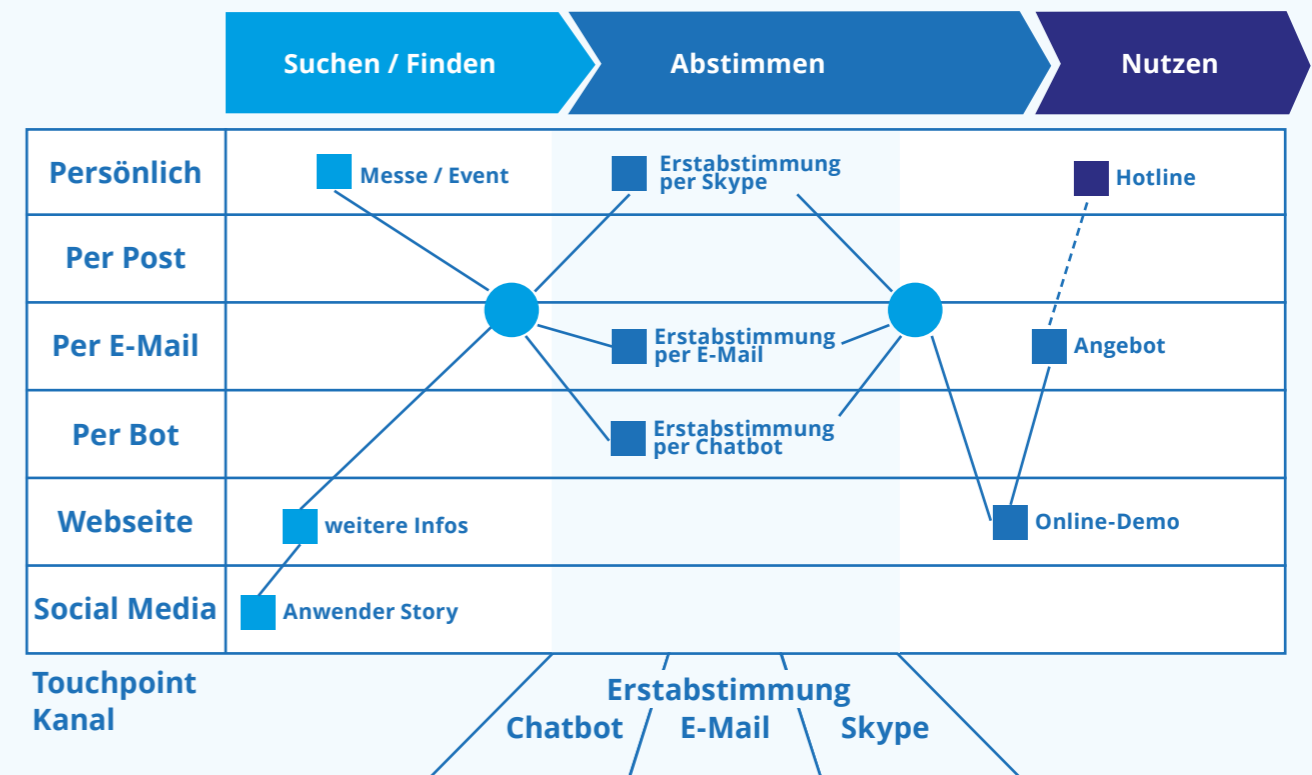 Suchen / Finden
Abstimmen
Nutzen
Persönlich
Messe / Event
Erstabstimmung
per Skype
Hotline
Per Post
Per E-Mail
Erstabstimmung
per E-Mail
Angebot
Per Bot
Erstabstimmung
per Chatbot
Webseite
weitere Infos
Online-Demo
Social Media
Anwender Story
Touchpoint
Kanal
Erstabstimmung
Chatbot
E-Mail
Skype